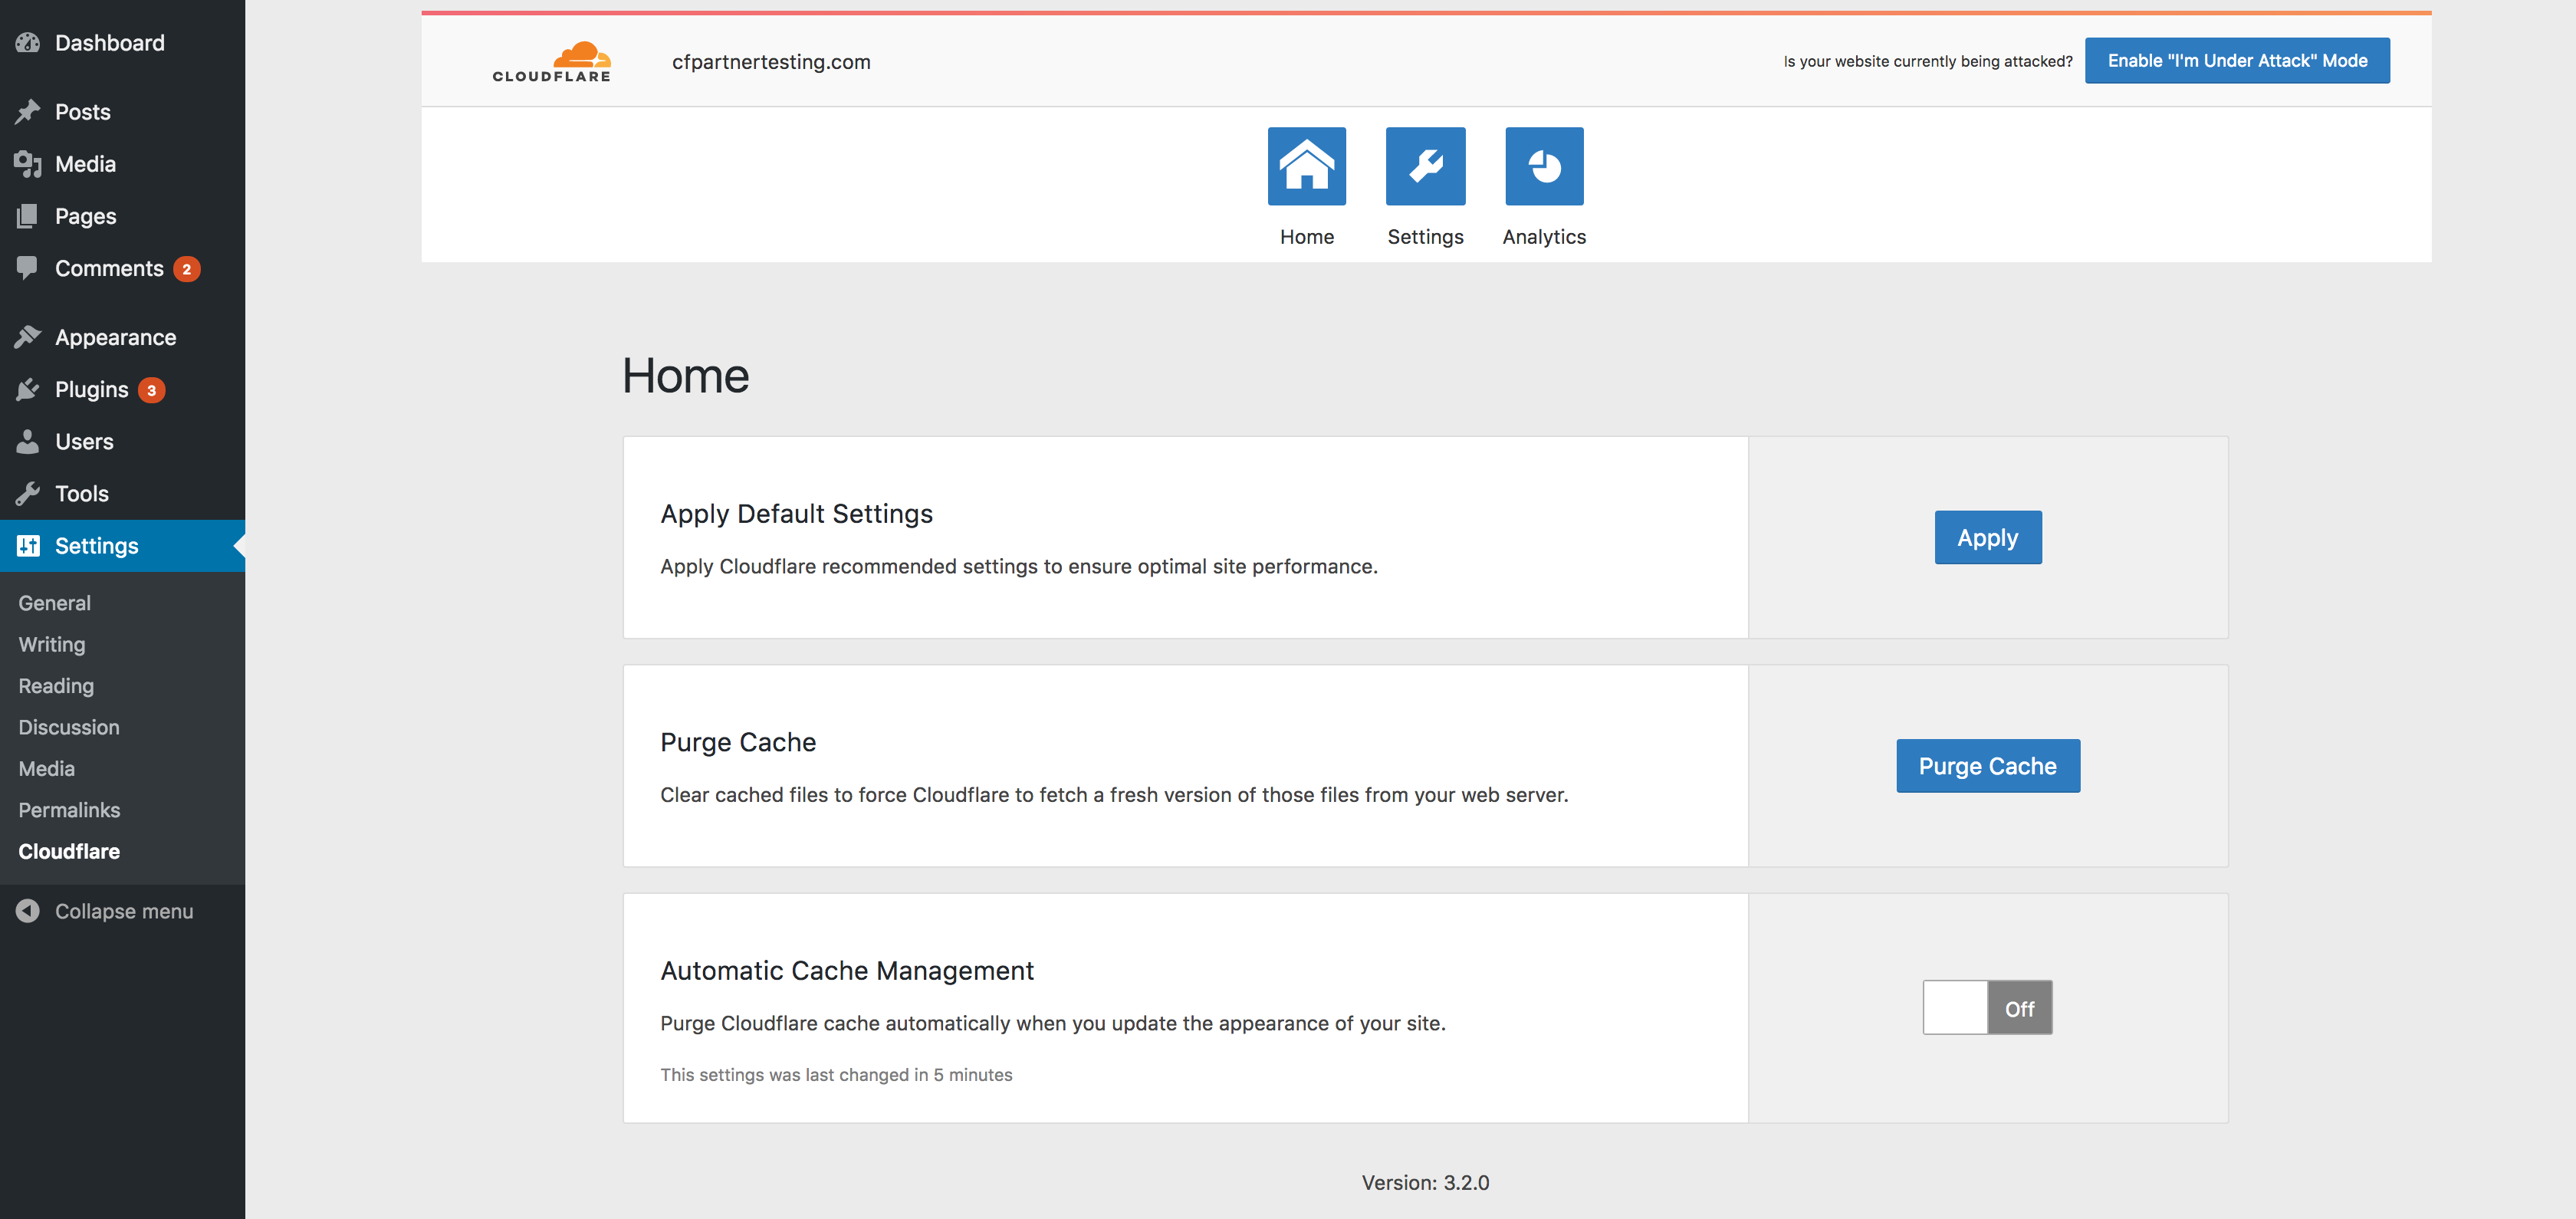 Dashboard
Posts
Media
Pages
Comments 2
Appearance
Plugins 3
Users
Tools
Settings
General
Writing
Reading
Discussion
Media
Permalinks
Cloudflare
Collapse menu
CLOUDFLARE
cfpartnertesting.com
Is your website currently being attacked?
Enable "I'm Under Attack" Mode
Home
Settings
Analytics
Home
Apply Default Settings
Apply Cloudflare recommended settings to ensure optimal site performance.
Apply
Purge Cache
Clear cached files to force Cloudflare to fetch a fresh version of those files from your web server.
Purge Cache
Automatic Cache Management
Purge Cloudflare cache automatically when you update the appearance of your site.
This settings was last changed in 5 minutes
Off
Version: 3.2.0